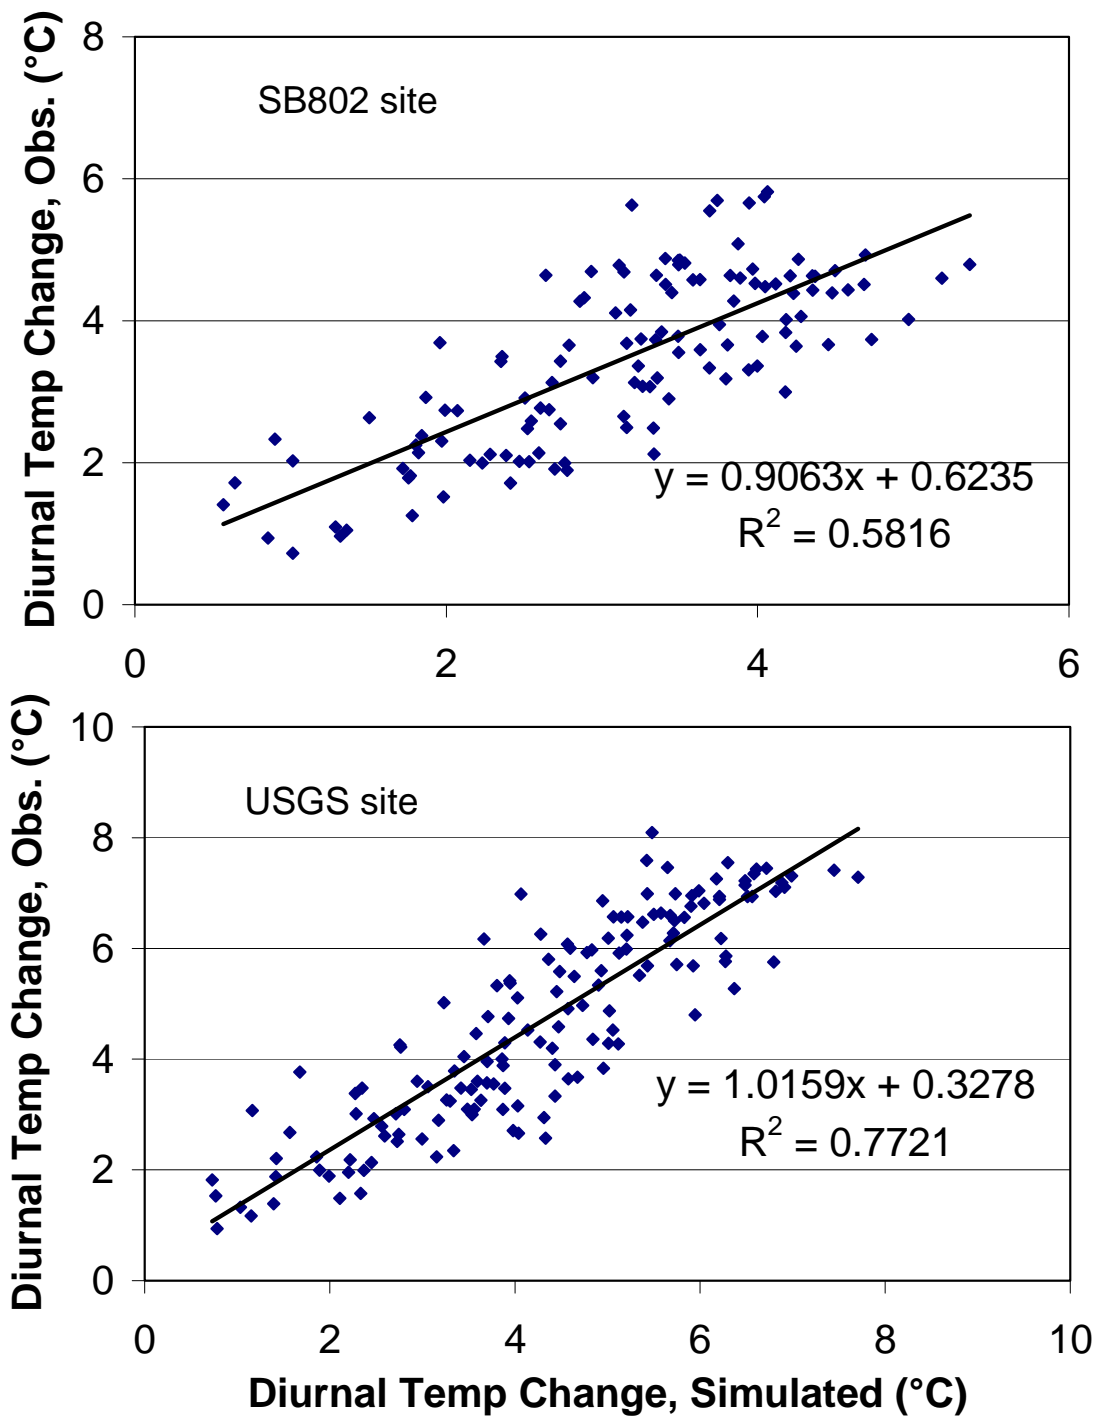 Diurnal Temp Change, Obs. (°C)
8
6
4
2
0
SB802 site
y = 0.9063x + 0.6235
R² = 0.5816
0 2 4 6
Diurnal Temp Change, Obs. (°C)
10
8
6
4
2
0
USGS site
y = 1.0159x + 0.3278
R² = 0.7721
0 2 4 6 8 10
Diurnal Temp Change, Simulated (°C)